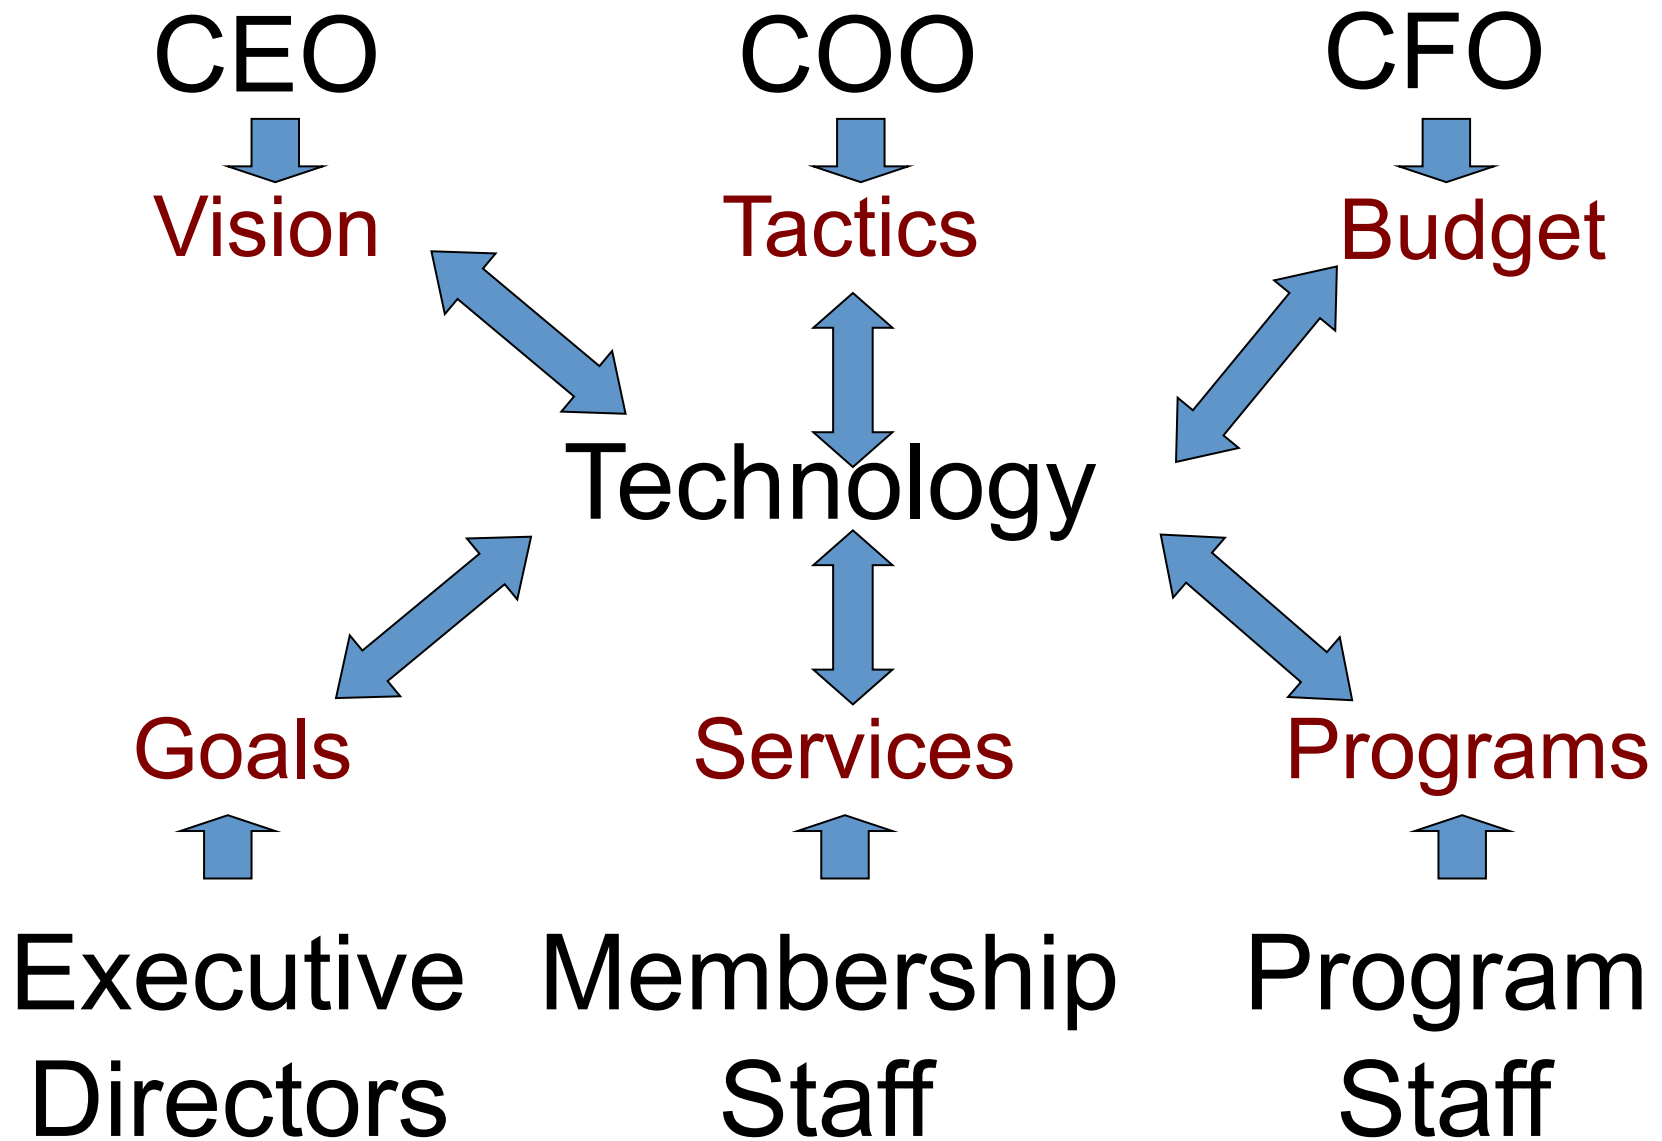 CEO COO CFO
Vision Tactics Budget
Technology
Goals Services Programs
Executive Membership Program
Directors Staff Staff